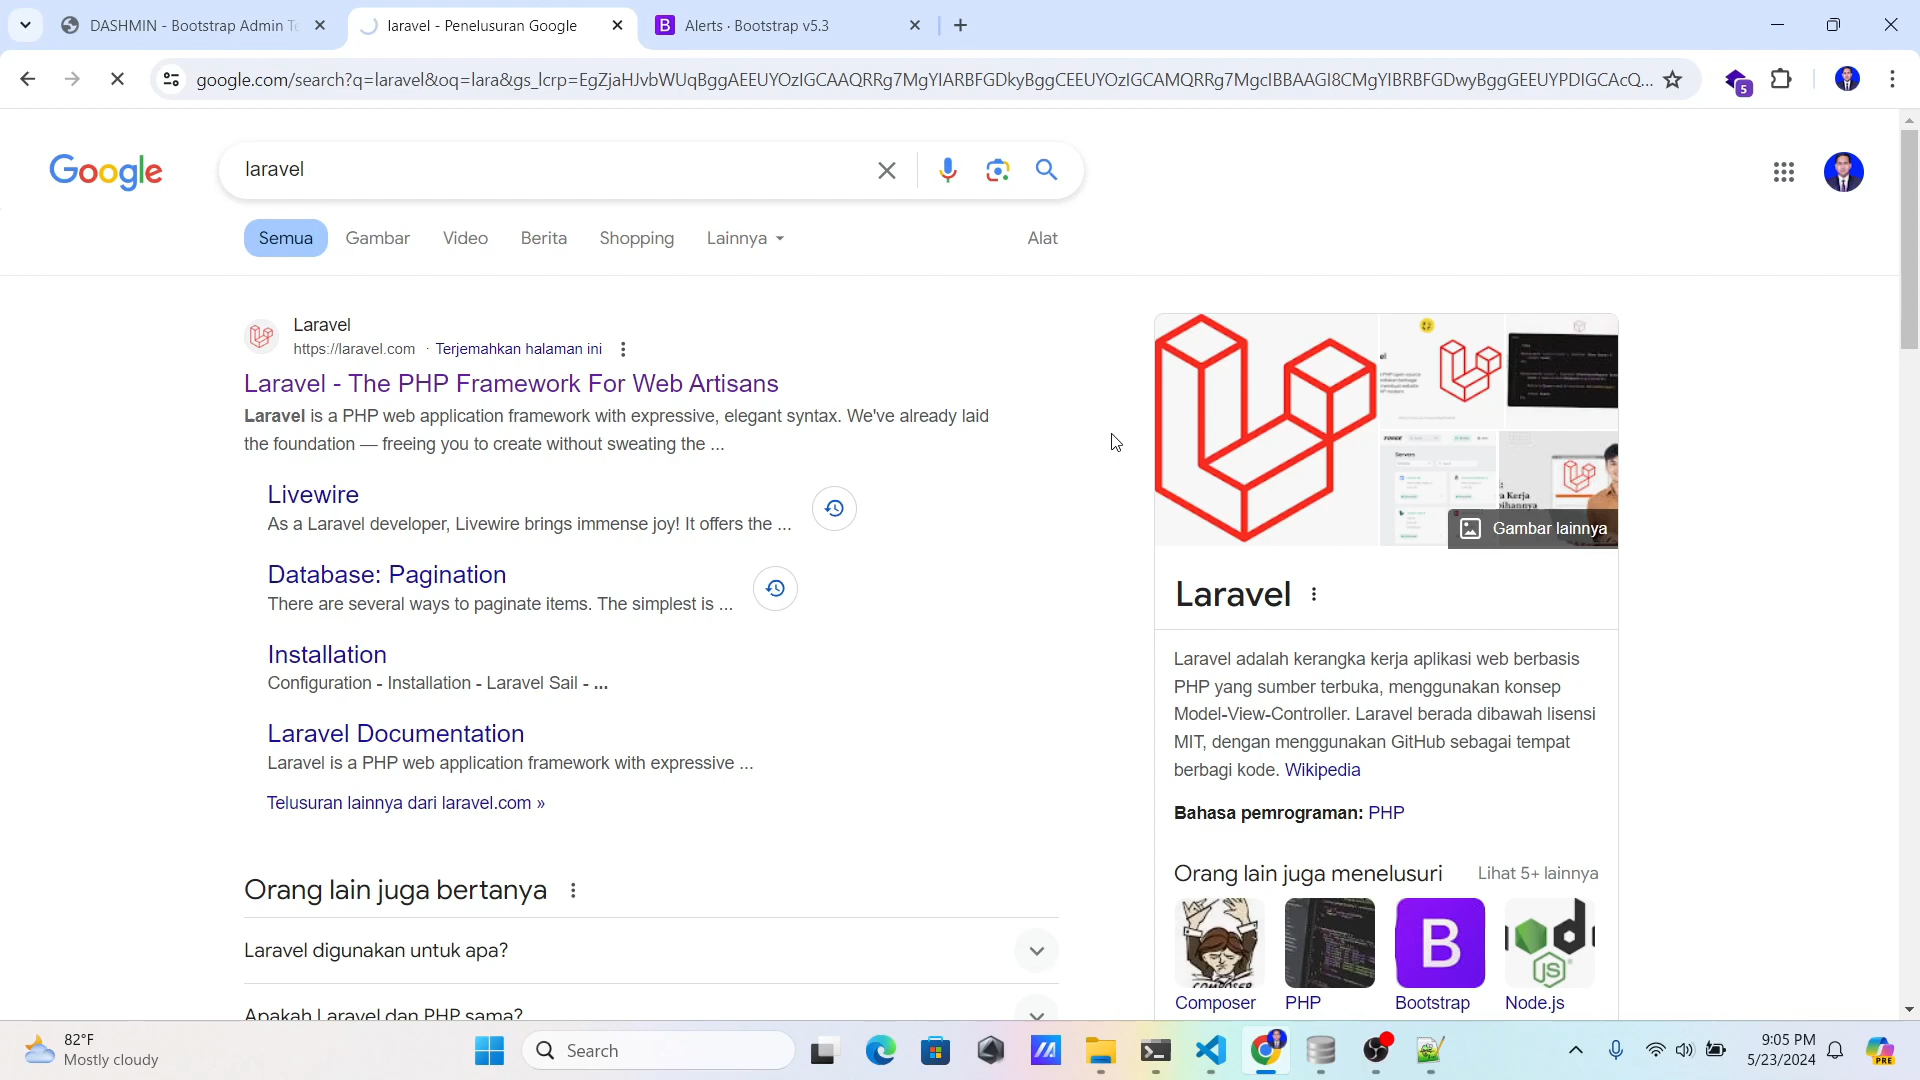 DASHMIN - Bootstrap Admin Te
laravel - Penelusuran Google
Alerts · Bootstrap v5.3
google.com/search?q=laravel&oq=lara&gs_lcrp=EgZjaHJvbWUqBggAEEUYOzIGCAAQRRg7MgYIARBFGDkyBggCEEUYOzIGCAMQRRg7MgcIBBAAGI8CMgYIBRBFGDwyBggGEEUYPDIGCAcQ...
5
Google
laravel
Semua
Gambar
Video
Berita
Shopping
Lainnya
Alat
Laravel
https://laravel.com · Terjemahkan halaman ini
Laravel - The PHP Framework For Web Artisans
Laravel is a PHP web application framework with expressive, elegant syntax. We've already laid
the foundation — freeing you to create without sweating the ...
Livewire
As a Laravel developer, Livewire brings immense joy! It offers the ...
Database: Pagination
There are several ways to paginate items. The simplest is ...
Installation
Configuration - Installation - Laravel Sail - ...
Laravel Documentation
Laravel is a PHP web application framework with expressive ...
Telusuran lainnya dari laravel.com »
Orang lain juga bertanya
Laravel digunakan untuk apa?
Apakah Laravel dan PHP sama?
Servers
Gambar lainnya
Laravel
Laravel adalah kerangka kerja aplikasi web berbasis
PHP yang sumber terbuka, menggunakan konsep
Model-View-Controller. Laravel berada dibawah lisensi
MIT, dengan menggunakan GitHub sebagai tempat
berbagi kode. Wikipedia
Bahasa pemrograman: PHP
Orang lain juga menelusuri
Lihat 5+ lainnya
COMPOSER
B
JS
Composer
PHP
Bootstrap
Node.js
82°F
Mostly cloudy
Search
9:05 PM
5/23/2024
PRE